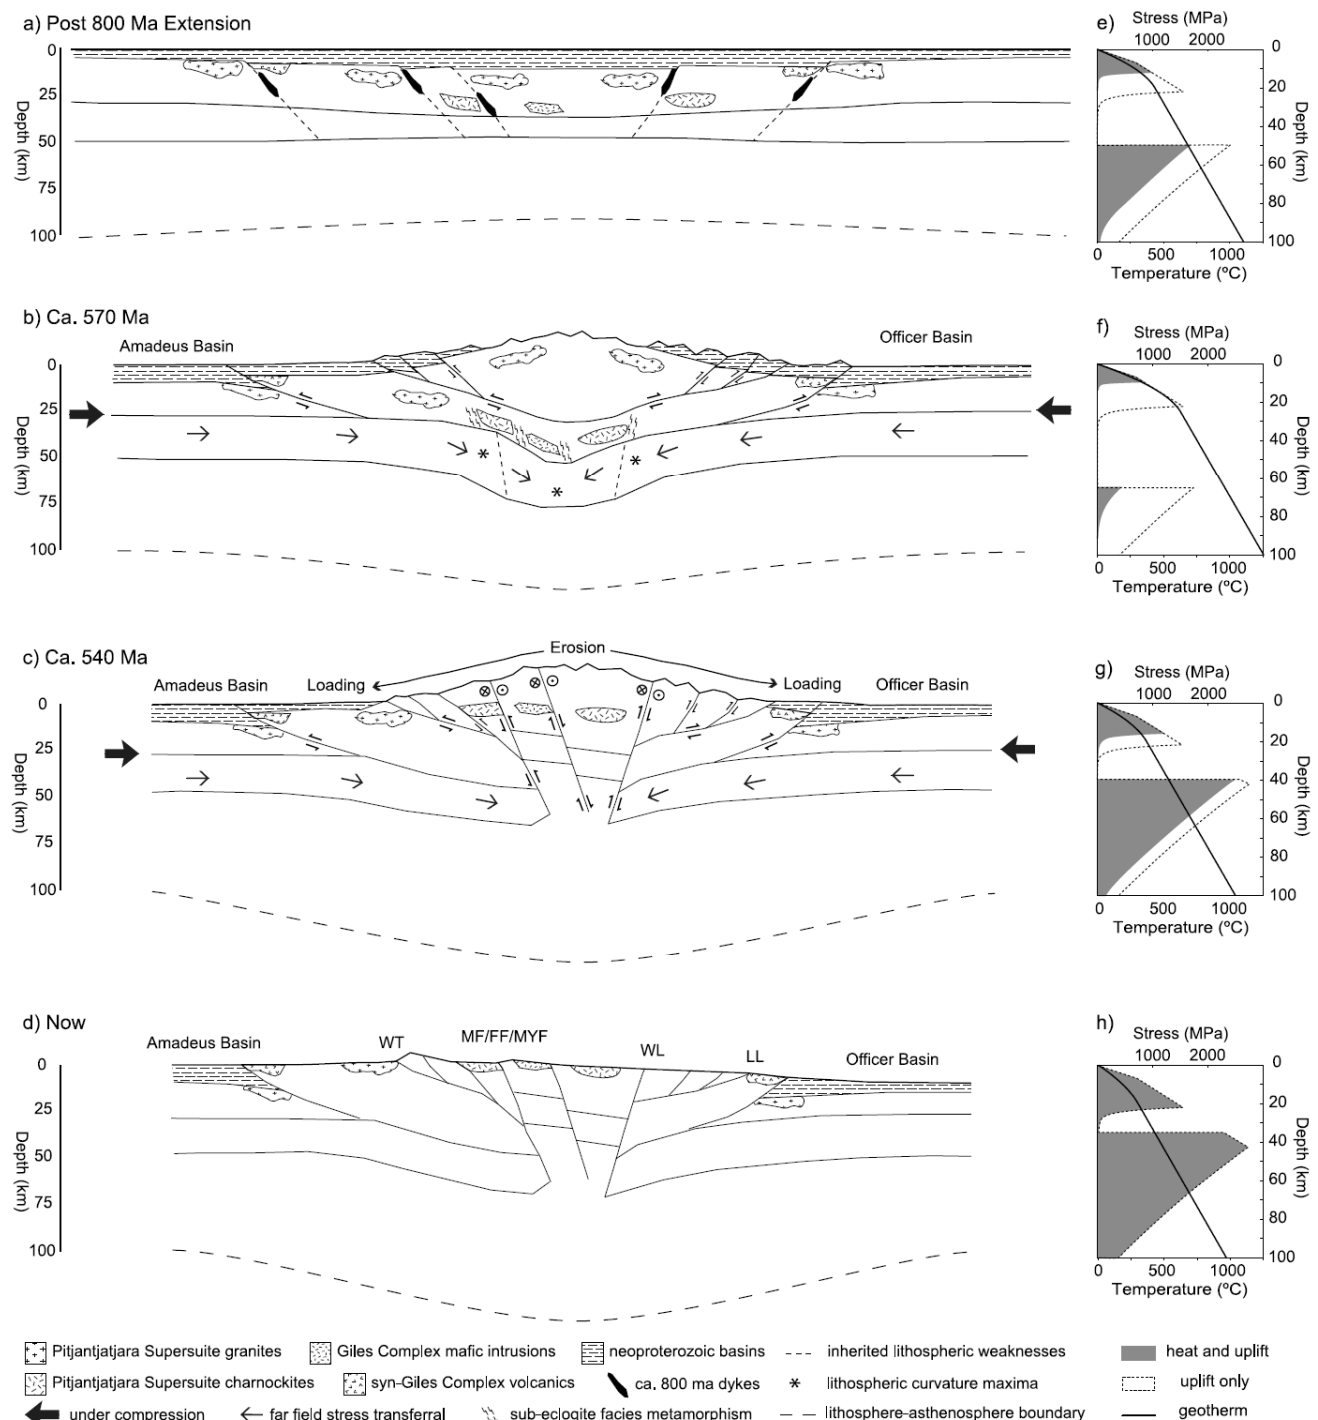 a) Post 800 Ma Extension
0
25
50
75
100
Depth (km)
e)
Stress (MPa)
1000 2000
0
20
40
60
80
100
Depth (km)
0 500 1000
Temperature (ºC)
b) Ca. 570 Ma
Amadeus Basin
Officer Basin
0
25
50
75
100
Depth (km)
f)
Stress (MPa)
1000 2000
0
20
40
60
80
100
Depth (km)
0 500 1000
Temperature (ºC)
c) Ca. 540 Ma
Erosion
Amadeus Basin Loading Loading Officer Basin
0
25
50
75
100
Depth (km)
g)
Stress (MPa)
1000 2000
0
20
40
60
80
100
Depth (km)
0 500 1000
Temperature (ºC)
d) Now
Amadeus Basin WT MF/FF/MYF WL LL Officer Basin
0
25
50
75
100
Depth (km)
h)
Stress (MPa)
1000 2000
0
20
40
60
80
100
Depth (km)
0 500 1000
Temperature (ºC)
Pitjantjatjara Supersuite granites Giles Complex mafic intrusions neoproterozoic basins inherited lithospheric weaknesses heat and uplift
Pitjantjatjara Supersuite charnockites syn-Giles Complex volcanics ca. 800 ma dykes lithospheric curvature maxima uplift only
under compression far field stress transferral sub-eclogite facies metamorphism lithosphere-asthenosphere boundary geotherm